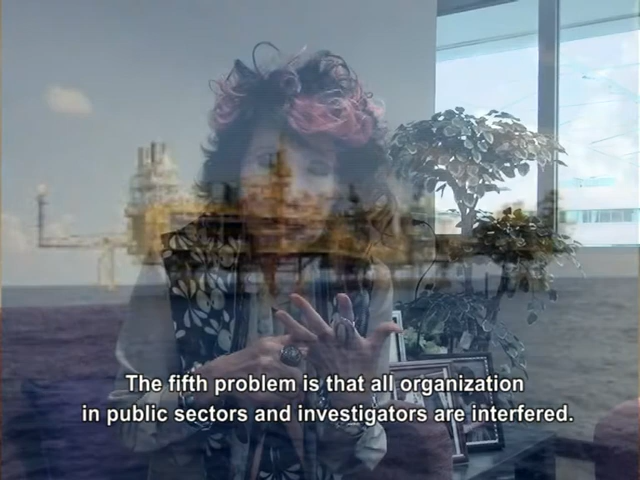 The fifth problem is that all organization
in public sectors and investigators are interfered.